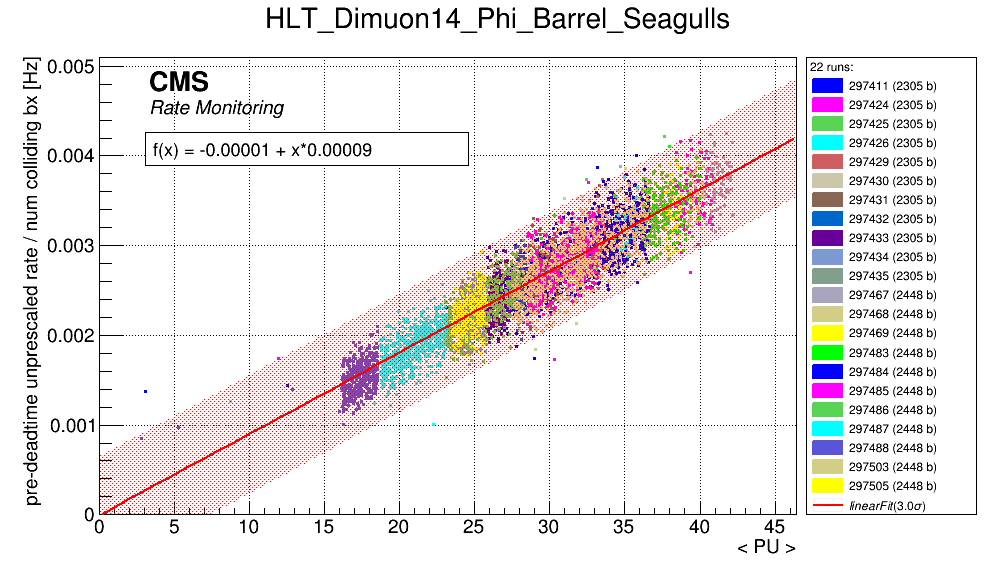 HLT_Dimuon14_Phi_Barrel_Seagulls
pre-deadtime unprescaled rate / num colliding bx [Hz]
CMS
Rate Monitoring
f(x) = -0.00001 + x*0.00009
0.005
0.004
0.003
0.002
0.001
0
0 5 10 15 20 25 30 35 40 45
< PU >
22 runs:
297411 (2305 b)
297424 (2305 b)
297425 (2305 b)
297426 (2305 b)
297429 (2305 b)
297430 (2305 b)
297431 (2305 b)
297432 (2305 b)
297433 (2305 b)
297434 (2305 b)
297435 (2305 b)
297467 (2448 b)
297468 (2448 b)
297469 (2448 b)
297483 (2448 b)
297484 (2448 b)
297485 (2448 b)
297486 (2448 b)
297487 (2448 b)
297488 (2448 b)
297503 (2448 b)
297505 (2448 b)
linearFit(3.0σ)